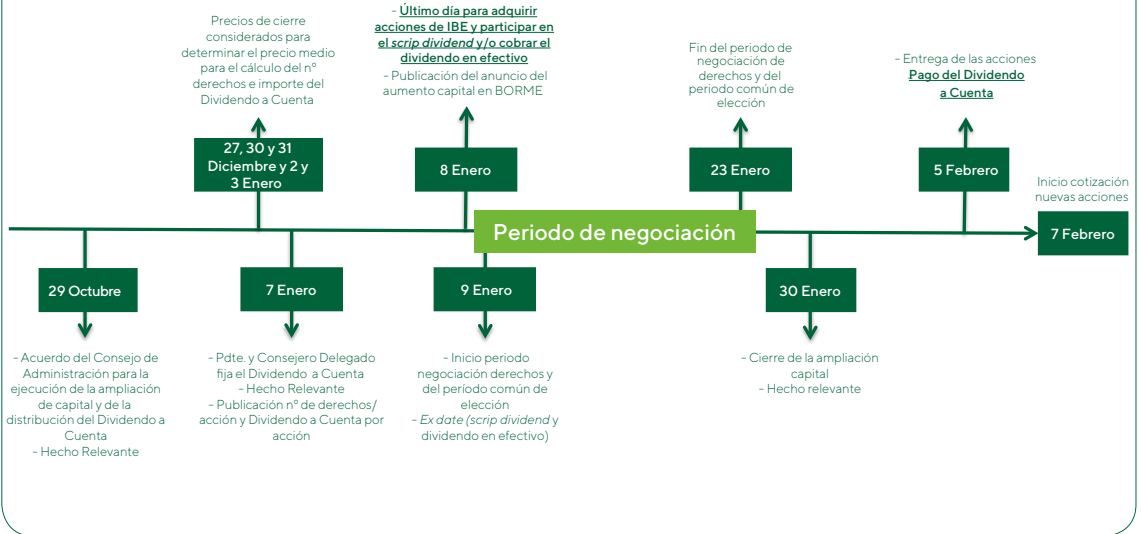 Precios de cierre
considerados para
determinar el precio medio
para el cálculo del nº
derechos e importe del
Dividendo a Cuenta
27, 30 y 31
Diciembre y 2 y
3 Enero
- Último día para adquirir
acciones de IBE y participar en
el scrip dividend y/o cobrar el
dividendo en efectivo
- Publicación del anuncio del
aumento capital en BORME
8 Enero
Fin del periodo de
negociación de
derechos y del
periodo común de
elección
23 Enero
- Entrega de las acciones
Pago del Dividendo
a Cuenta
5 Febrero
Inicio cotización
nuevas acciones
7 Febrero
Periodo de negociación
29 Octubre
- Acuerdo del Consejo de
Administración para la
ejecución de la ampliación
de capital y de la
distribución del Dividendo a
Cuenta
- Hecho Relevante
7 Enero
- Pdte. y Consejero Delegado
fija el Dividendo a Cuenta
- Hecho Relevante
- Publicación nº de derechos/
acción y Dividendo a Cuenta por
acción
9 Enero
- Inicio periodo
negociación derechos y
del período común de
elección
- Ex date (scrip dividend y
dividendo en efectivo)
30 Enero
- Cierre de la ampliación
capital
- Hecho relevante